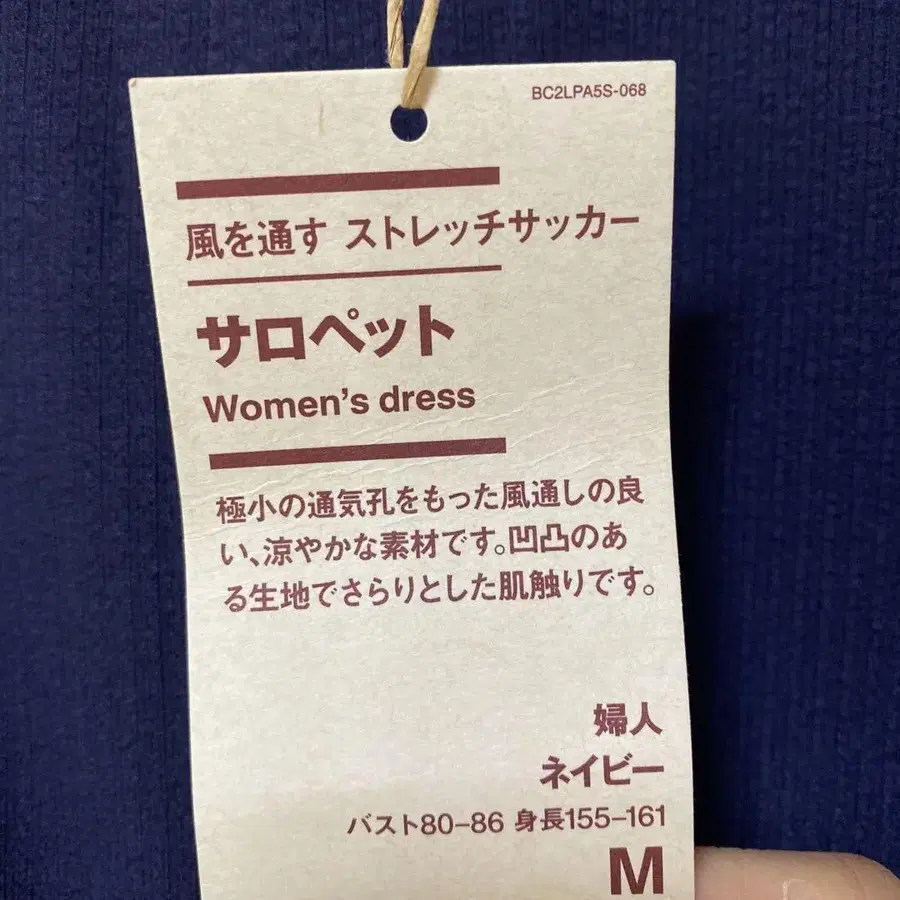 BC2LPA5S-068
風を通す ストレッチサッカー
サロペット
Women's dress
極小の通気孔をもった風通しの良
い、涼やかな素材です。凹凸のあ
る生地でさらりとした肌触りです。
婦人
ネイビー
バスト80–86 身長155–161
M